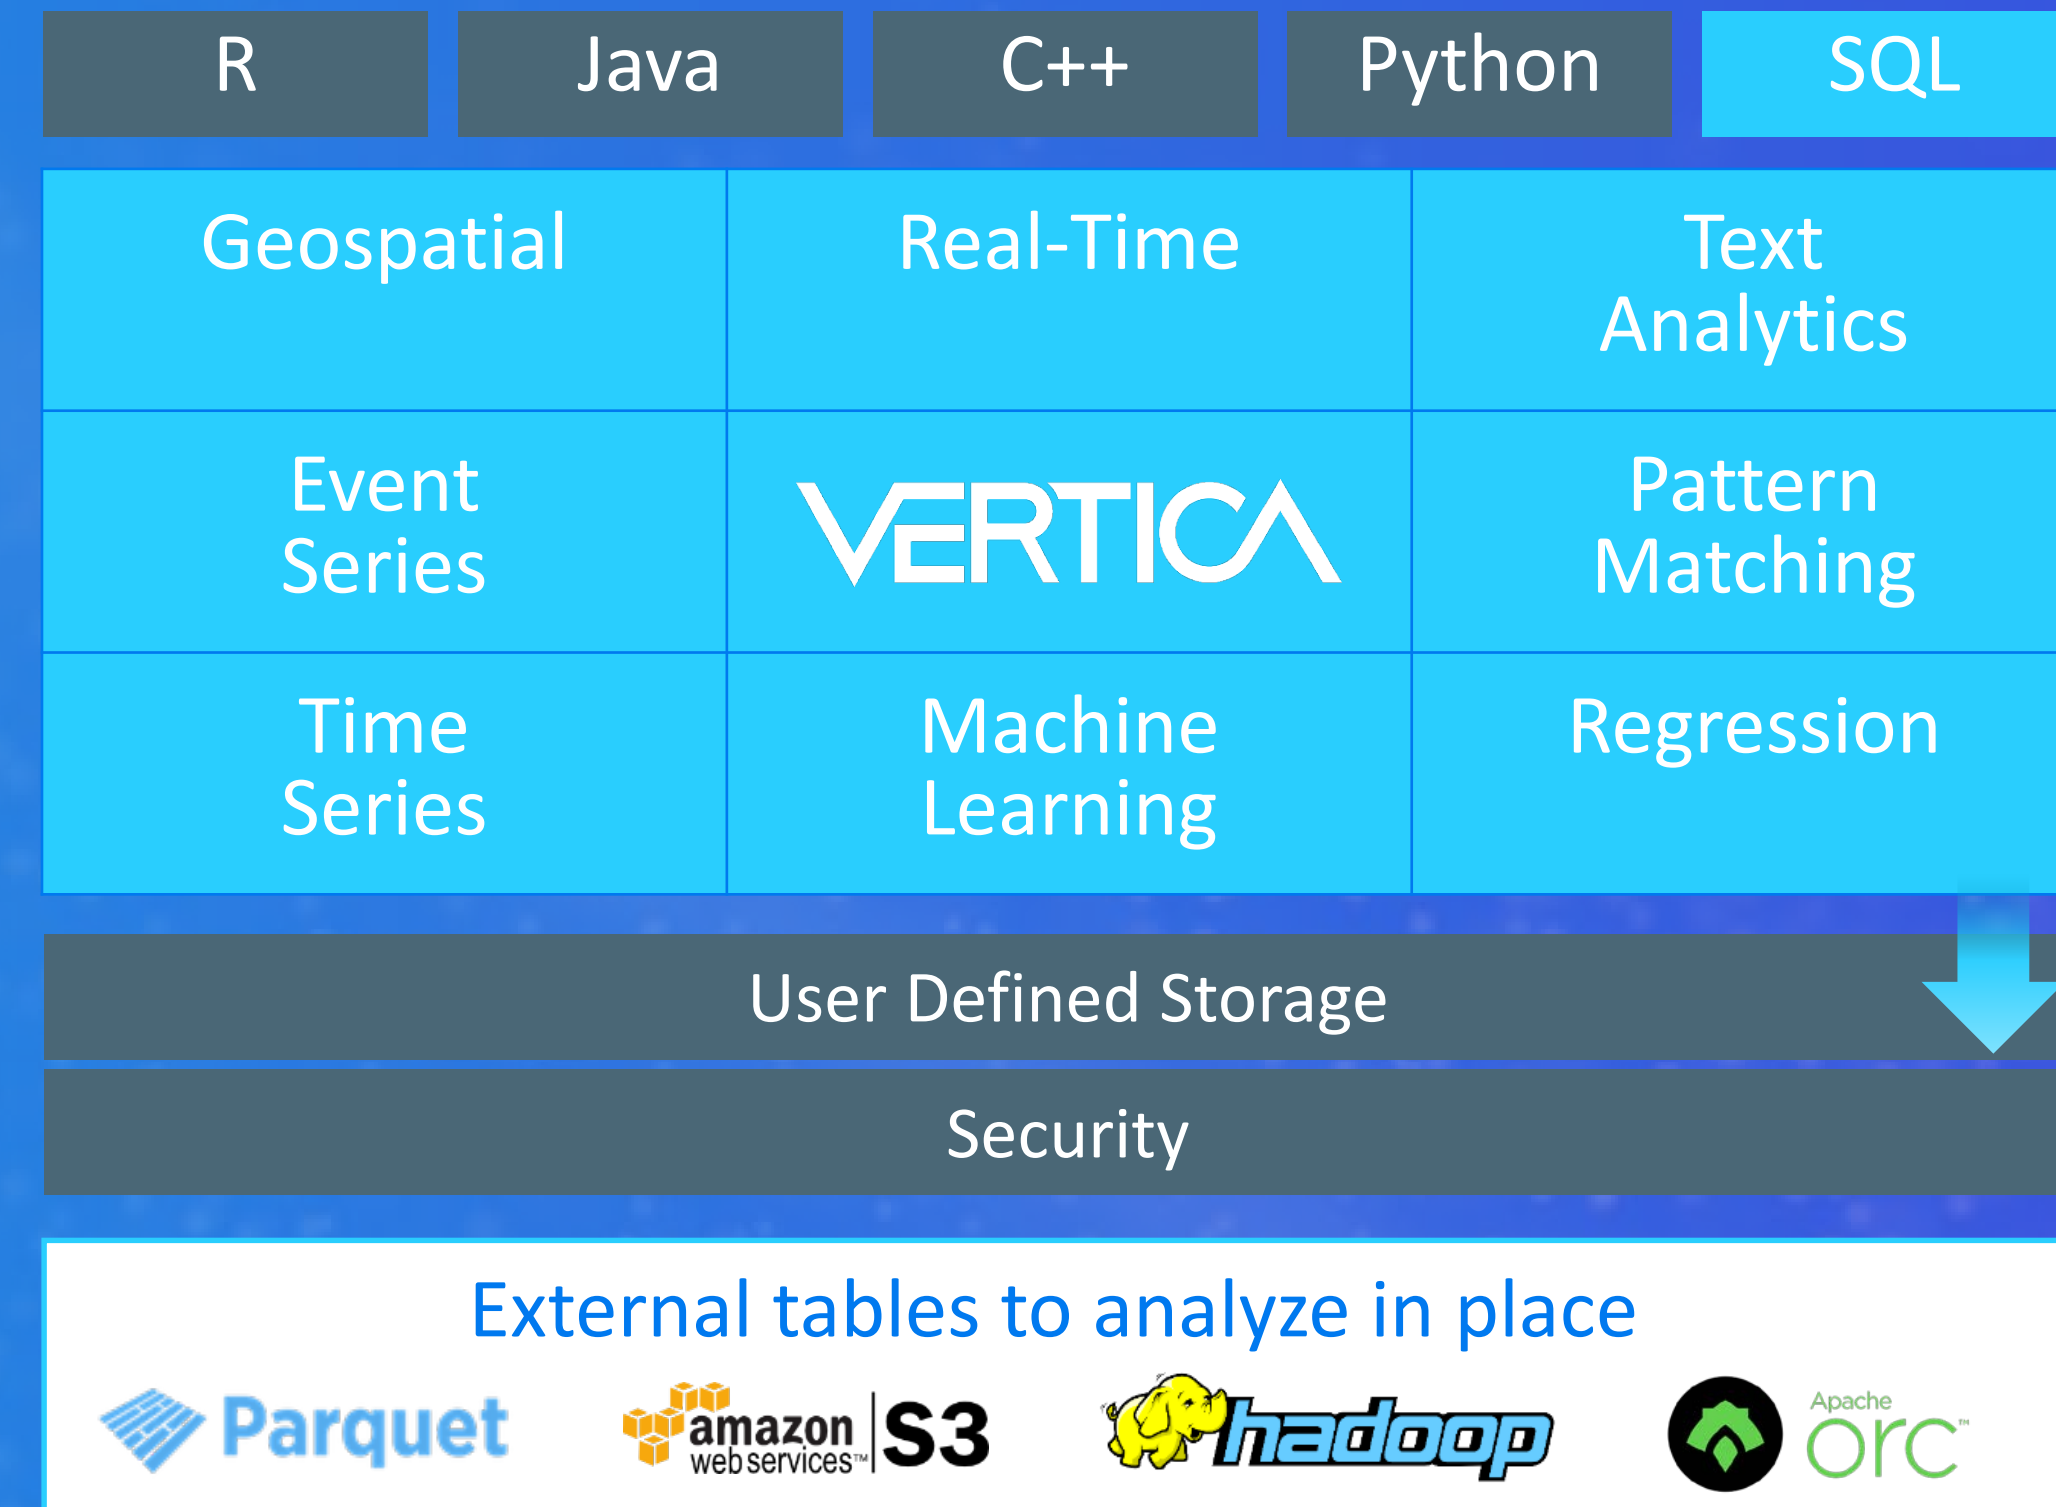 R
Java
C++
Python
SQL
Geospatial
Real-Time
Text
Analytics
Event
Series
VERTICA
Pattern
Matching
Time
Series
Machine
Learning
Regression
User Defined Storage
Security
External tables to analyze in place
Parquet
amazon
web services™
S3
hadoop
Apache
orc™